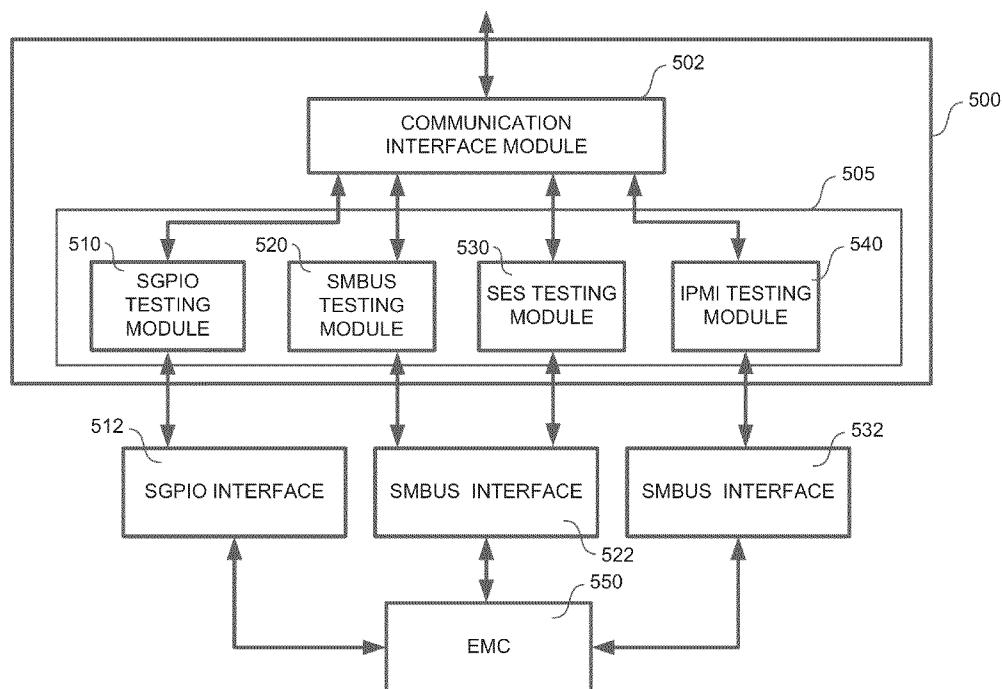 502
500
COMMUNICATION
INTERFACE MODULE
505
510
SGPIO
TESTING
MODULE
520
SMBUS
TESTING
MODULE
530
SES TESTING
MODULE
540
IPMI TESTING
MODULE
512
SGPIO INTERFACE
SMBUS INTERFACE
522
532
SMBUS INTERFACE
550
EMC